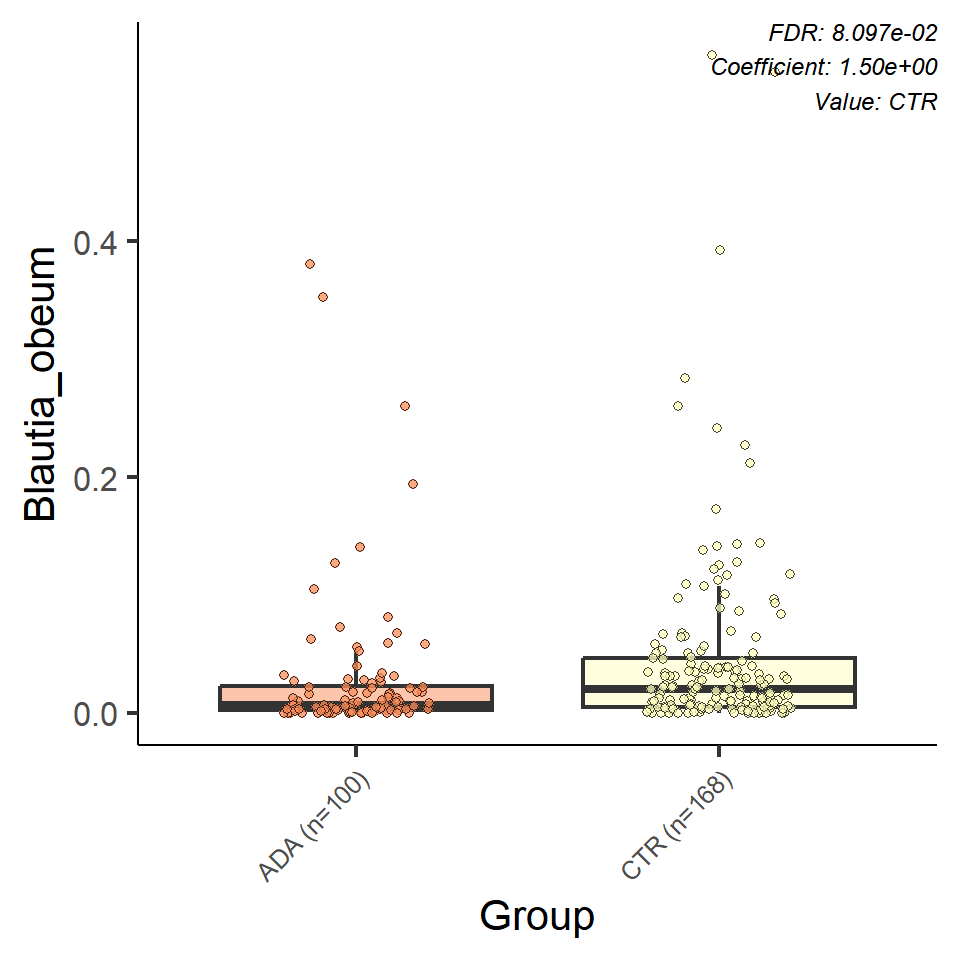 FDR: 8.097e-02
Coefficient: 1.50e+00
Value: CTR
Blautia_obeum
0.4
0.2
0.0
ADA (n=100)
CTR (n=168)
Group